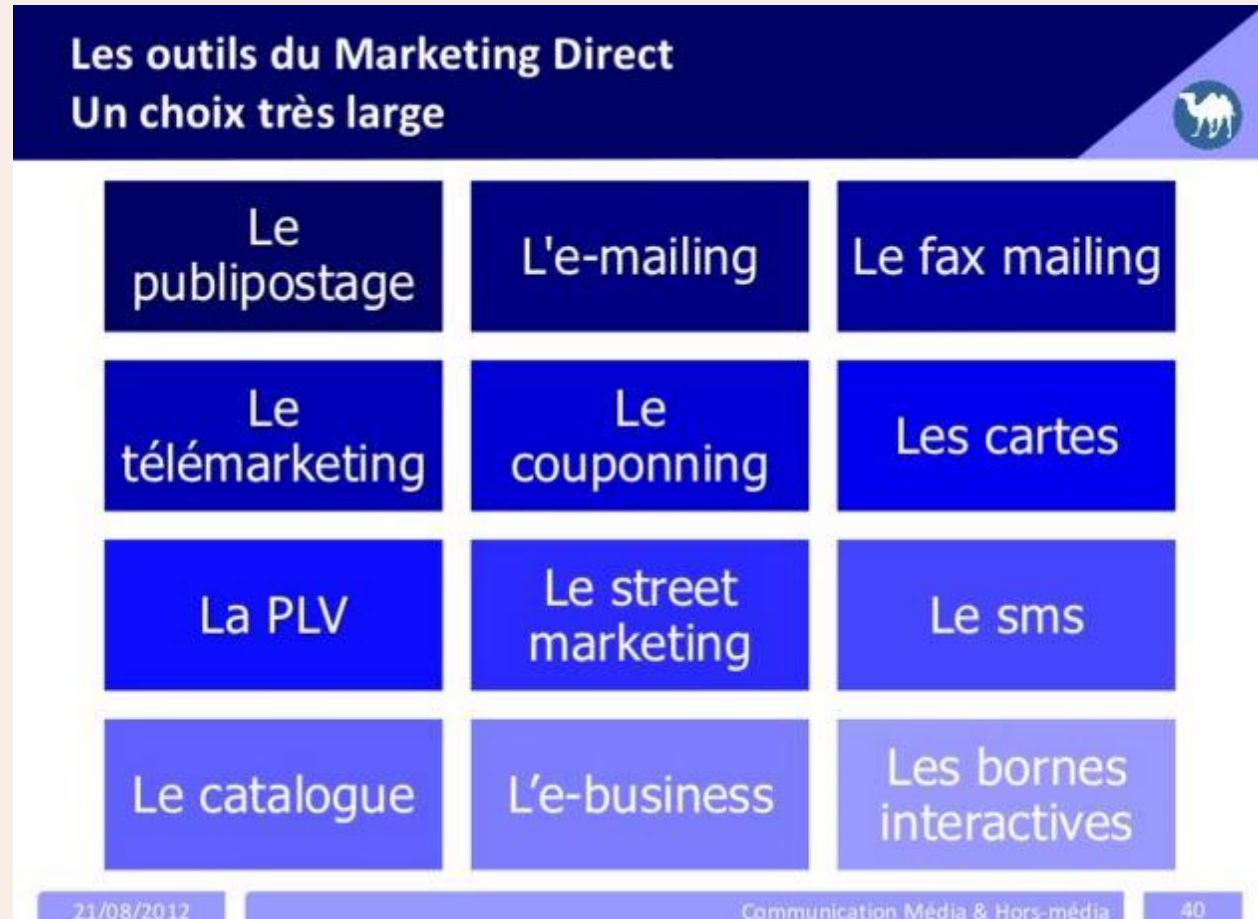 Les outils du Marketing Direct
Un choix très large
Le
publipostage
L'e-mailing
Le fax mailing
Le
télémarketing
Le
couponning
Les cartes
La PLV
Le street
marketing
Le sms
Le catalogue
L’e-business
Les bornes
interactives
21/08/2012
Communication Média & Hors-média
40